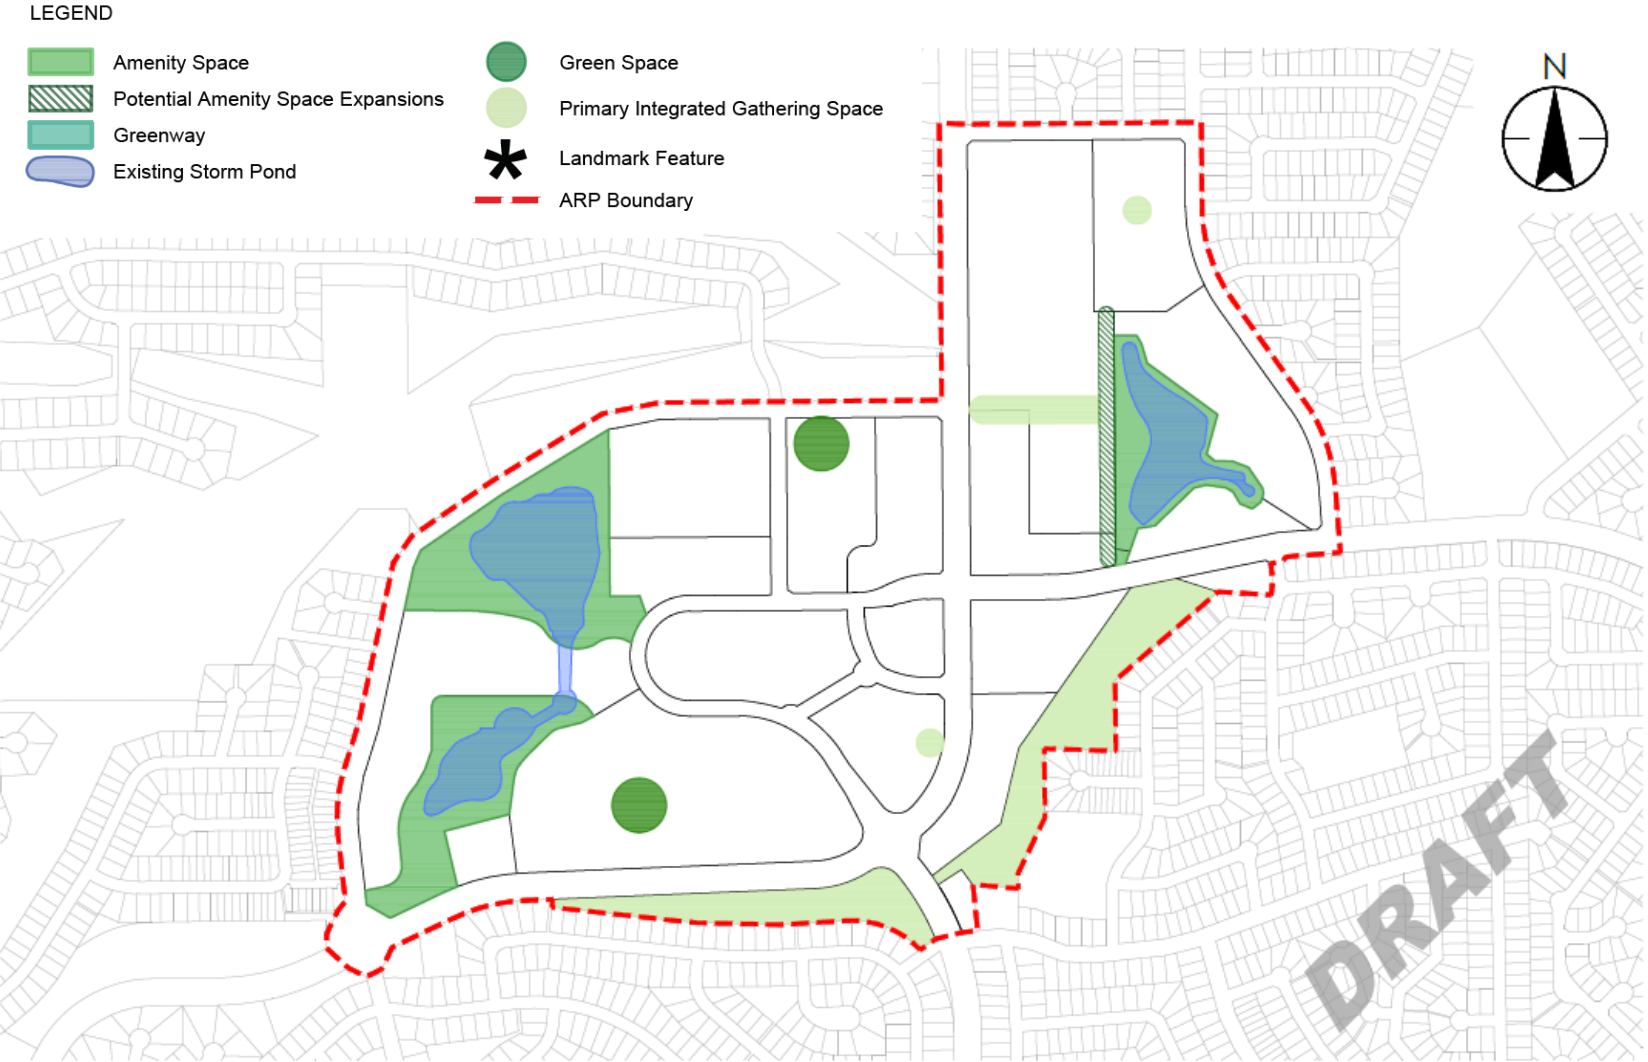 LEGEND
Amenity Space
Potential Amenity Space Expansions
Greenway
Existing Storm Pond
Green Space
Primary Integrated Gathering Space
Landmark Feature
ARP Boundary
N
DRAFT